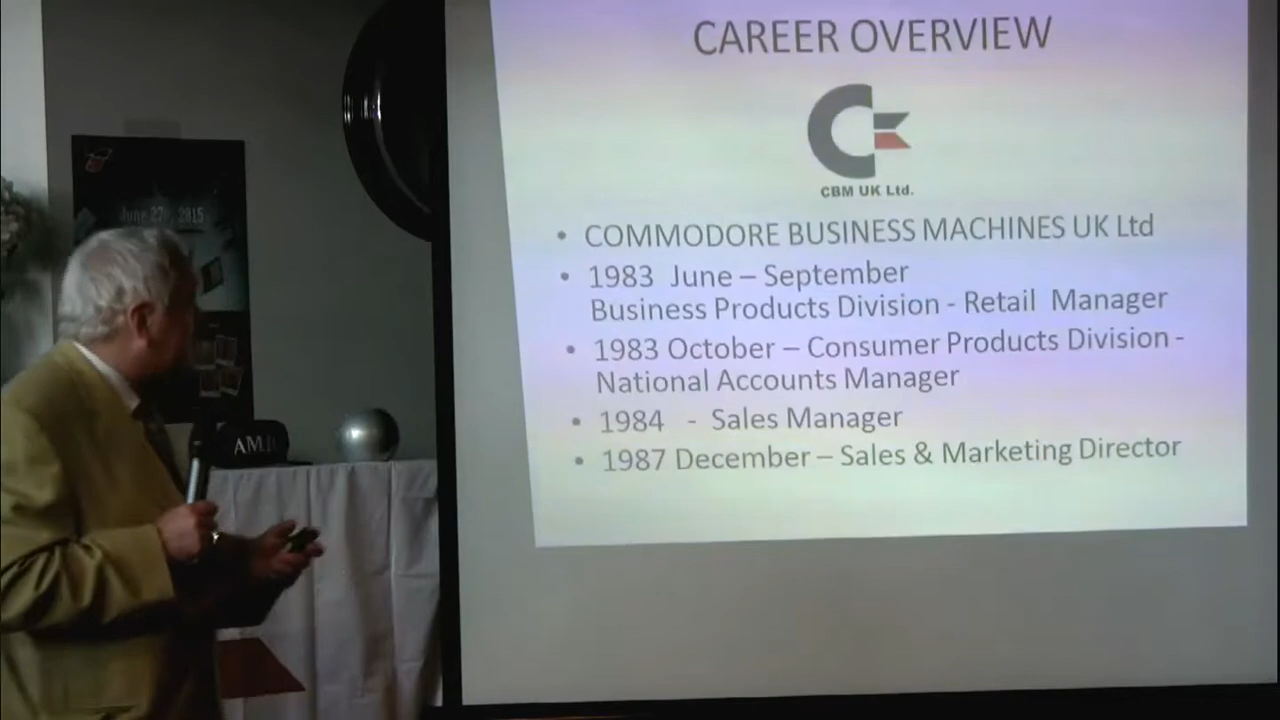 CAREER OVERVIEW
CBM UK Ltd.
• COMMODORE BUSINESS MACHINES UK Ltd
• 1983 June – September
Business Products Division - Retail Manager
• 1983 October – Consumer Products Division -
National Accounts Manager
• 1984 - Sales Manager
• 1987 December – Sales & Marketing Director
June 27, 2015